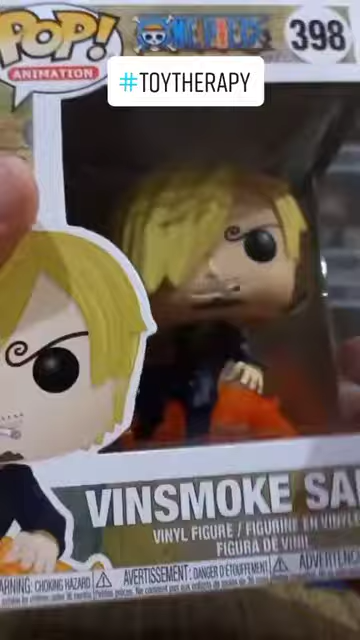 POP!
ANIMATION
ONE PIECE
398
#TOYTHERAPY
VINSMOKE SA
VINYL FIGURE / FIGURINE EN VINYLE
FIGURA DE VINIL
WARNING: CHOKING HAZARD
AVERTISSEMENT : DANGER D'ÉTOUFFEMENT